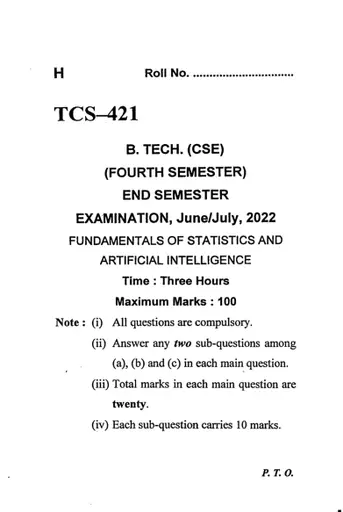 H Roll No. ...............................
TCS–421
B. TECH. (CSE)
(FOURTH SEMESTER)
END SEMESTER
EXAMINATION, June/July, 2022
FUNDAMENTALS OF STATISTICS AND
ARTIFICIAL INTELLIGENCE
Time : Three Hours
Maximum Marks : 100
Note : (i) All questions are compulsory.
(ii) Answer any two sub-questions among
(a), (b) and (c) in each main question.
(iii) Total marks in each main question are
twenty.
(iv) Each sub-question carries 10 marks.
P. T. O.